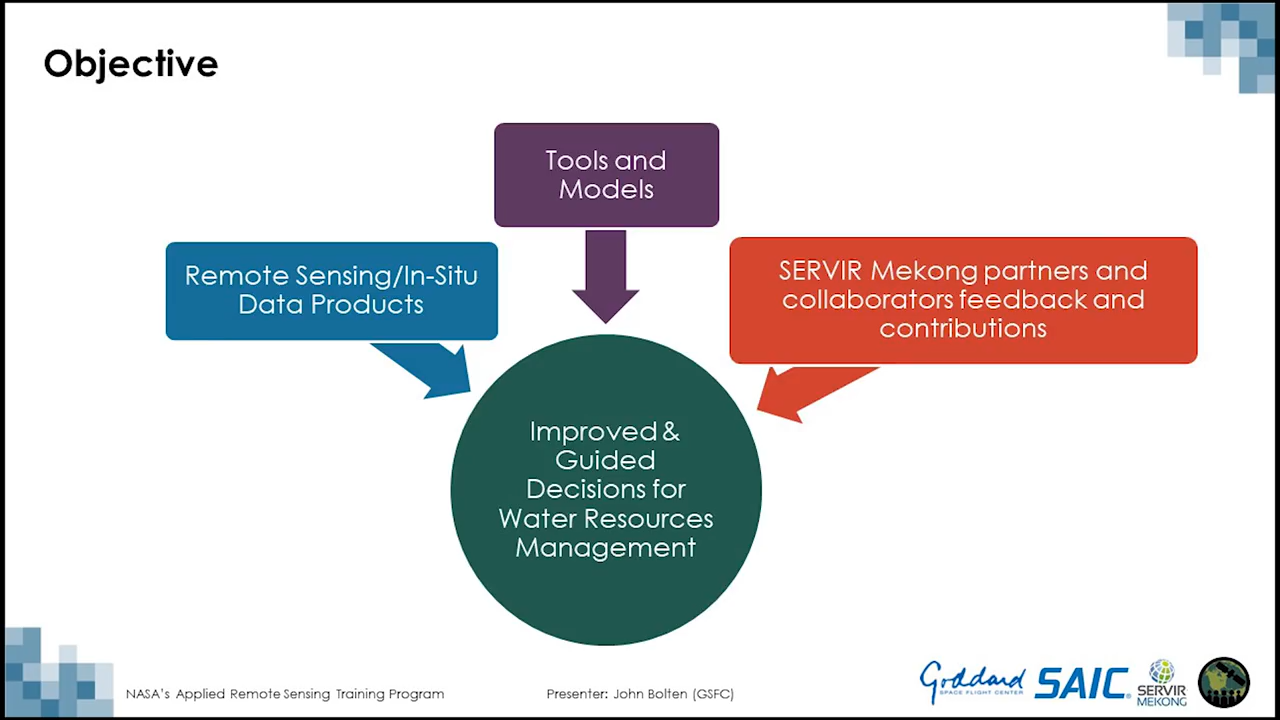 Objective
Tools and
Models
Remote Sensing/In-Situ
Data Products
SERVIR Mekong partners and
collaborators feedback and
contributions
Improved &
Guided
Decisions for
Water Resources
Management
NASA's Applied Remote Sensing Training Program
Presenter: John Bolten (GSFC)
Goddard
SPACE FLIGHT CENTER
SAIC
SERVIR
MEKONG